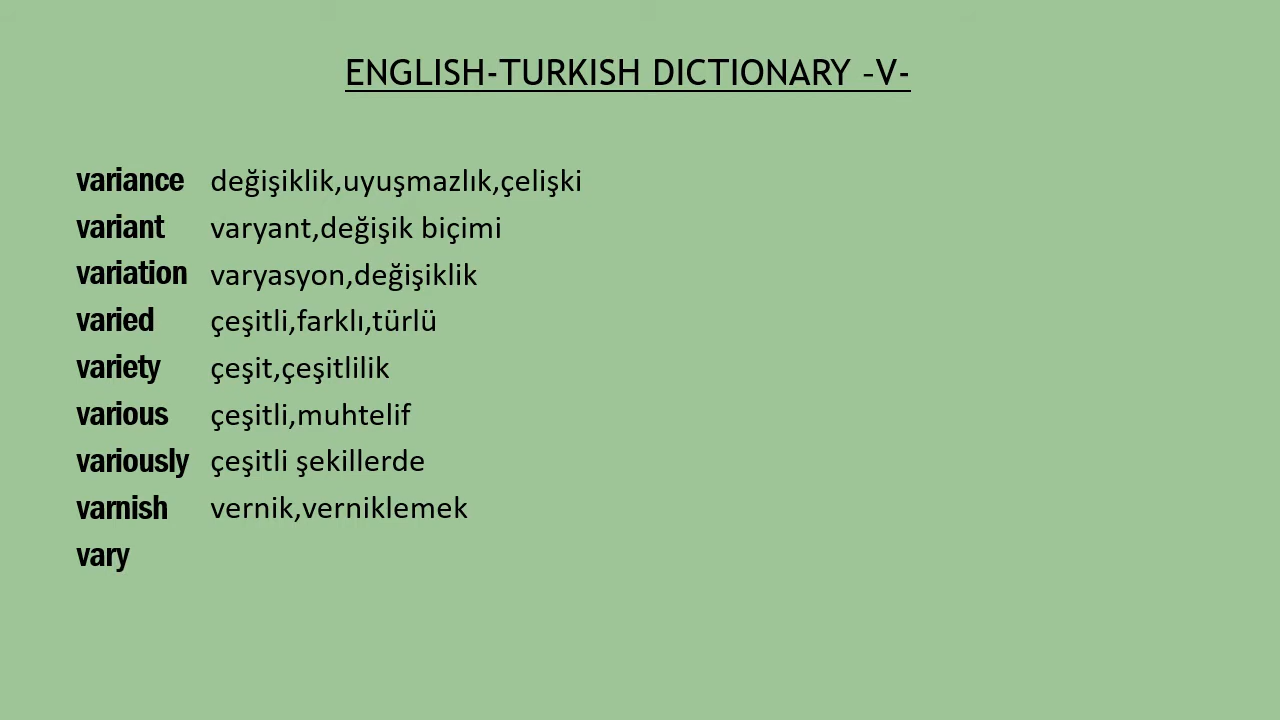 ENGLISH-TURKISH DICTIONARY –V-
variance değişiklik,uyuşmazlık,çelişki
variant varyant,değişik biçimi
variation varyasyon,değişiklik
varied çeşitli,farklı,türlü
variety çeşit,çeşitlilik
various çeşitli,muhtelif
variously çeşitli şekillerde
varnish vernik,verniklemek
vary